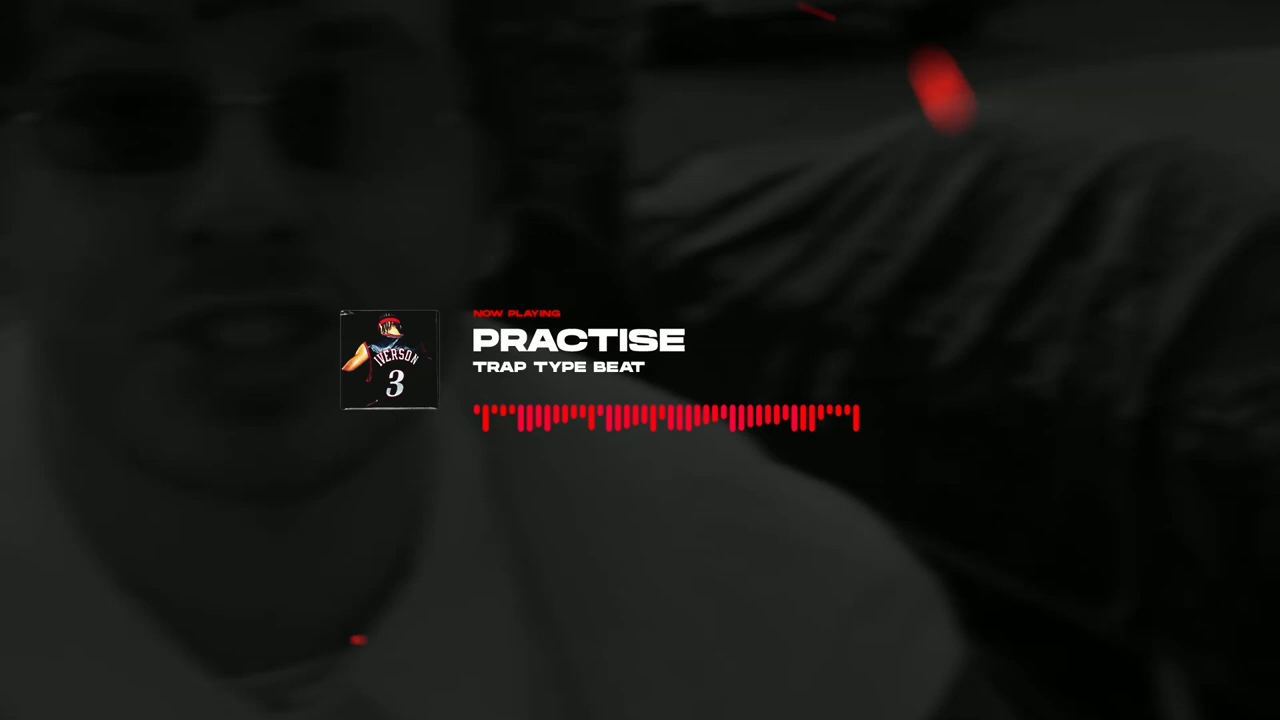 NOW PLAYING
PRACTISE
TRAP TYPE BEAT
IVERSON
3